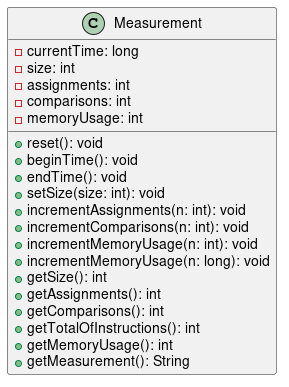 C Measurement
currentTime: long
size: int
assignments: int
comparisons: int
memoryUsage: int
reset(): void
beginTime(): void
endTime(): void
setSize(size: int): void
incrementAssignments(n: int): void
incrementComparisons(n: int): void
incrementMemoryUsage(n: int): void
incrementMemoryUsage(n: long): void
getSize(): int
getAssignments(): int
getComparisons(): int
getTotalOfInstructions(): int
getMemoryUsage(): int
getMeasurement(): String